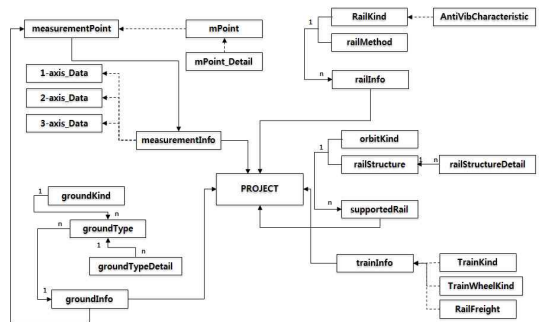 measurementPoint
mPoint
mPoint_Detail
1-axis_Data
2-axis_Data
3-axis_Data
measurementInfo
RailKind
AntiVibCharacteristic
1
railMethod
n
railInfo
orbitKind
1
railStructure
1
n
railStructureDetail
n
supportedRail
PROJECT
groundKind
1
n
n
groundType
1
n
groundTypeDetail
1
groundInfo
trainInfo
TrainKind
TrainWheelKind
RailFreight